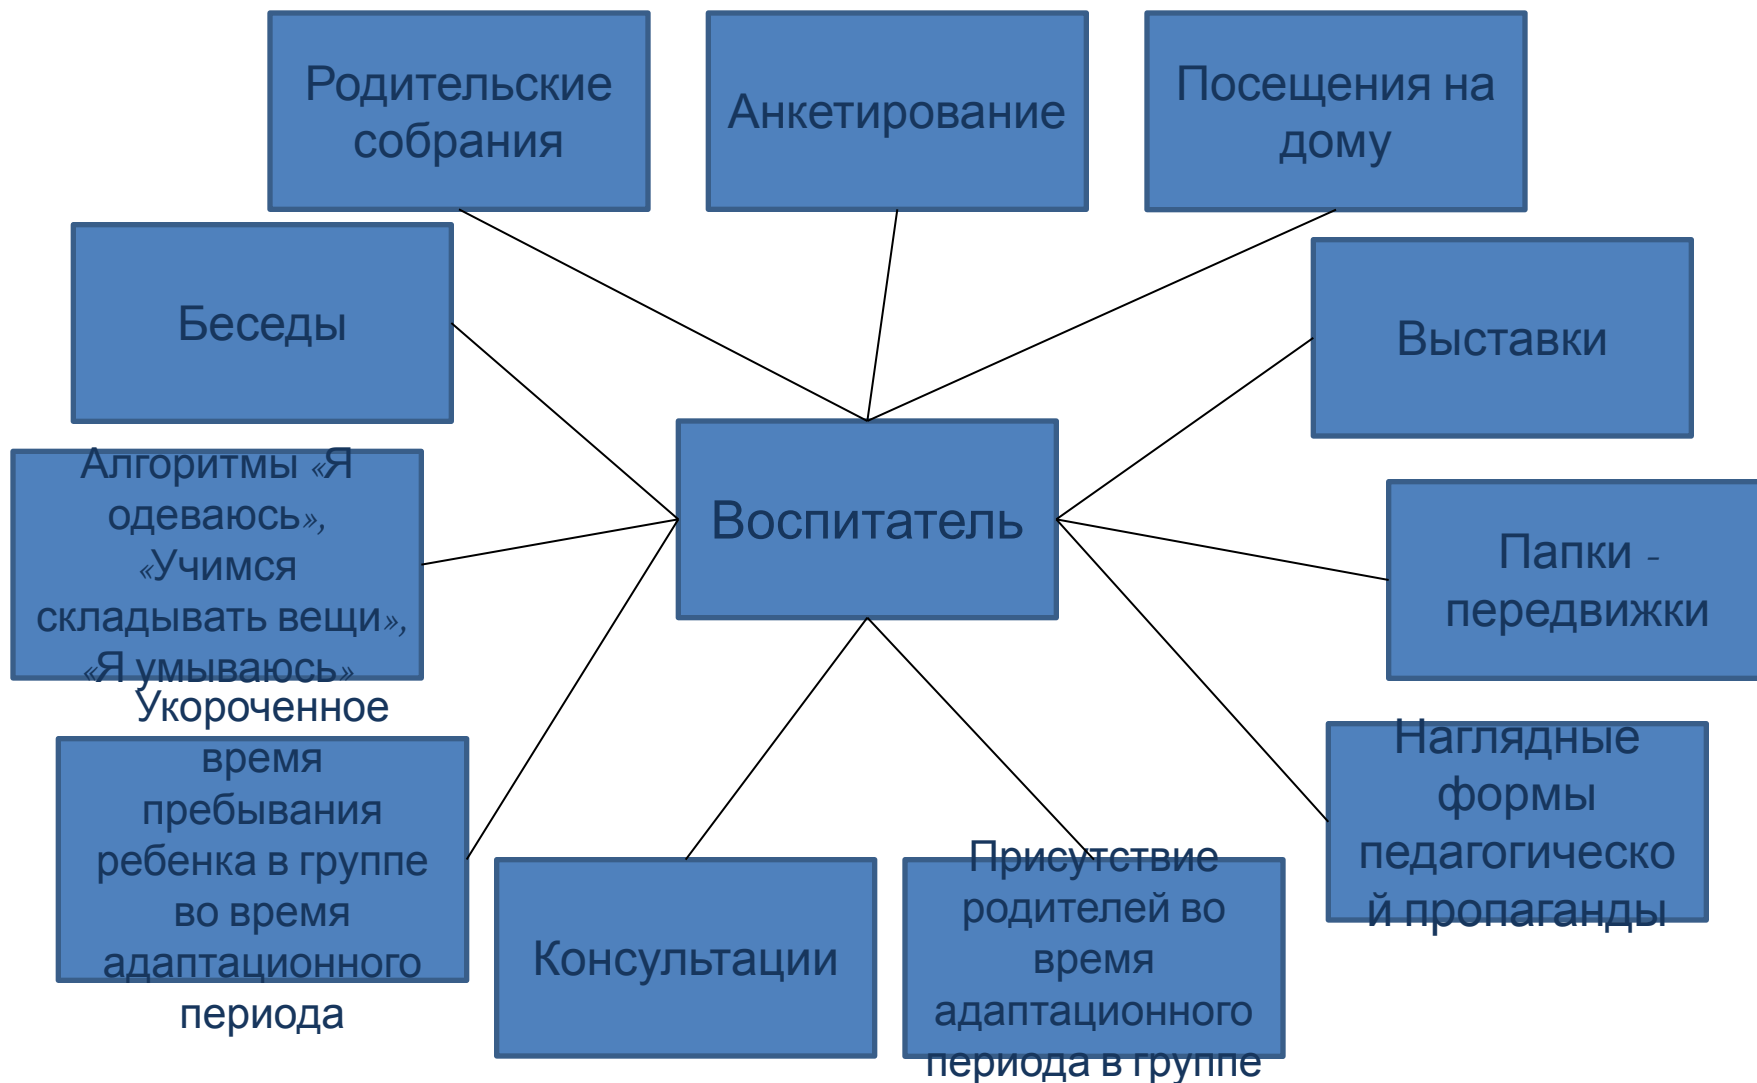 Родительские
собрания
Анкетирование
Посещения на
дому
Беседы
Выставки
Алгоритмы «Я
одеваюсь»,
«Учимся
складывать вещи»,
«Я умываюсь»
Воспитатель
Папки -
передвижки
Укороченное
время
пребывания
ребенка в группе
во время
адаптационного
периода
Консультации
Присутствие
родителей во
время
адаптационного
периода в группе
Наглядные
формы
педагогическо
й пропаганды